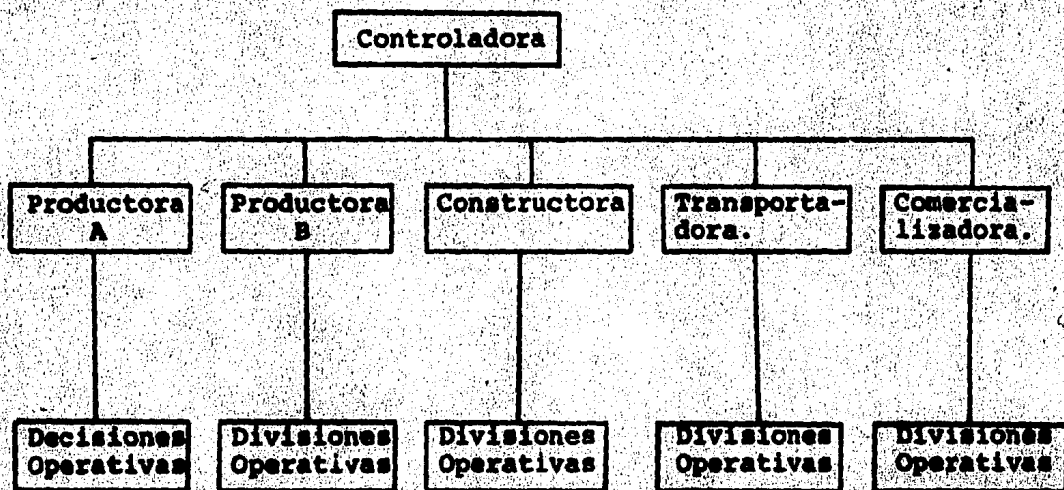 Controladora
Productora
A
Productora
B
Constructora
Transporta-
dora.
Comercia-
lizadora.
Decisiones
Operativas
Divisiones
Operativas
Divisiones
Operativas
Divisiones
Operativas
Divisiones
Operativas